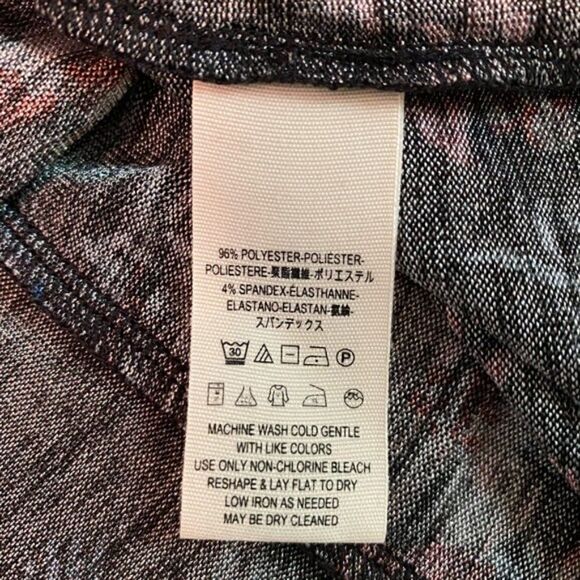 96% POLYESTER-POLIÉSTER-
POLIESTERE-聚酯纖維-ポリエステル
4% SPANDEX-ÉLASTHANNE-
ELASTANO-ELASTAN-氨綸-
スパンデックス
30 P
MACHINE WASH COLD GENTLE
WITH LIKE COLORS
USE ONLY NON-CHLORINE BLEACH
RESHAPE & LAY FLAT TO DRY
LOW IRON AS NEEDED
MAY BE DRY CLEANED